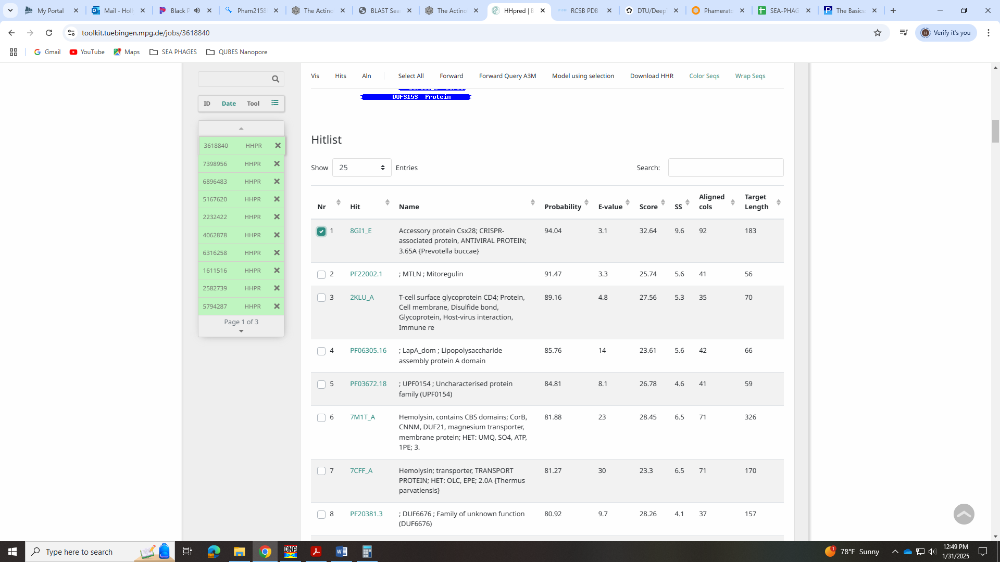 My Portal
Mail - Holl
Black P
Pham2158
The Actino
BLAST Sea
The Actino
HHpred | B
RCSB PDB
DTU/Deep
Phamerato
SEA-PHAG
The Basics
toolkit.tuebingen.mpg.de/jobs/3618840
Verify it's you
Gmail YouTube Maps SEA PHAGES QUBES Nanopore
Vis Hits Aln Select All Forward Forward Query A3M Model using selection Download HHR Color Seqs Wrap Seqs
DUF3153 Protein
ID Date Tool
3618840 HHPR
7398956 HHPR
6896483 HHPR
5167620 HHPR
2232422 HHPR
4062878 HHPR
6316258 HHPR
1611516 HHPR
2582739 HHPR
5794287 HHPR
Page 1 of 3
Hitlist
Show 25 Entries Search:
Nr Hit Name Probability E-value Score SS Aligned cols Target Length
1 8GI1_E Accessory protein Csx28; CRISPR- 94.04 3.1 32.64 9.6 92 183
associated protein, ANTIVIRAL PROTEIN;
3.65A {Prevotella buccae}
2 PF22002.1 ; MTLN ; Mitoregulin 91.47 3.3 25.74 5.6 41 56
3 2KLU_A T-cell surface glycoprotein CD4; Protein, 89.16 4.8 27.56 5.3 35 70
Cell membrane, Disulfide bond,
Glycoprotein, Host-virus interaction,
Immune re
4 PF06305.16 ; LapA_dom ; Lipopolysaccharide 85.76 14 23.61 5.6 42 66
assembly protein A domain
5 PF03672.18 ; UPF0154 ; Uncharacterised protein 84.81 8.1 26.78 4.6 41 59
family (UPF0154)
6 7M1T_A Hemolysin, contains CBS domains; CorB, 81.88 23 28.45 6.5 71 326
CNNM, DUF21, magnesium transporter,
membrane protein; HET: UMQ, SO4, ATP,
1PE; 3.
7 7CFF_A Hemolysin; transporter, TRANSPORT 81.27 30 23.3 6.5 71 170
PROTEIN; HET: OLC, EPE; 2.0A {Thermus
parvatiensis}
8 PF20381.3 ; DUF6676 ; Family of unknown function 80.92 9.7 28.26 4.1 37 157
(DUF6676)
Type here to search
DNA
78°F Sunny
12:49 PM
1/31/2025